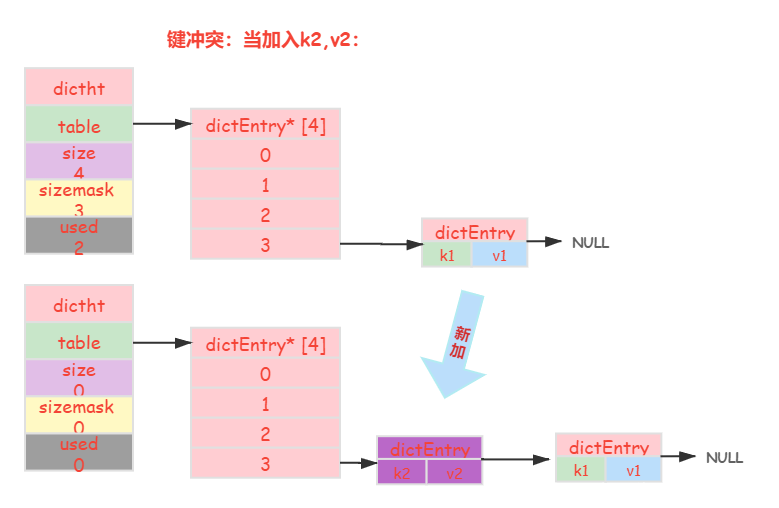 键冲突：当加入k2,v2：
dictht
table
size
4
sizemask
3
used
2
dictEntry* [4]
0
1
2
3
dictEntry
k1 v1
NULL
新
加
dictht
table
size
0
sizemask
0
used
0
dictEntry* [4]
0
1
2
3
dictEntry
k2 v2
dictEntry
k1 v1
NULL